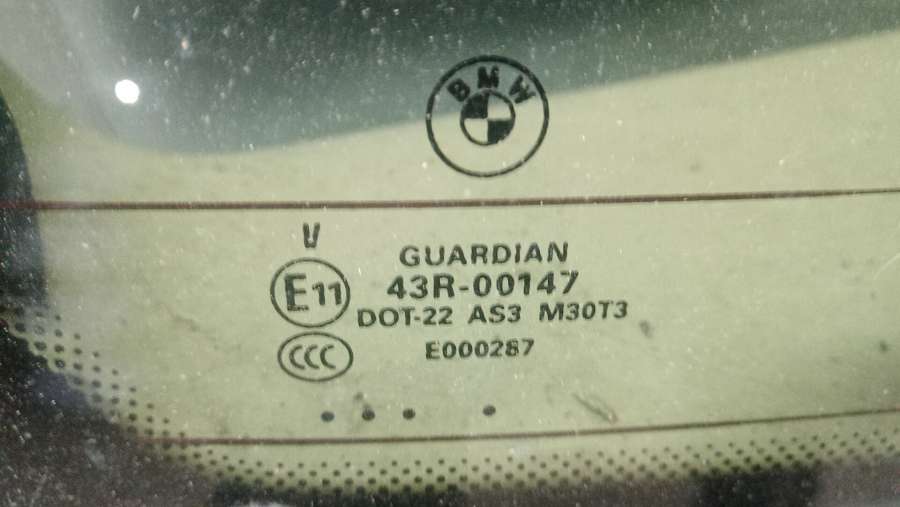 BMW
V
GUARDIAN
E11 43R-00147
DOT-22 AS3 M30T3
CCC E000287